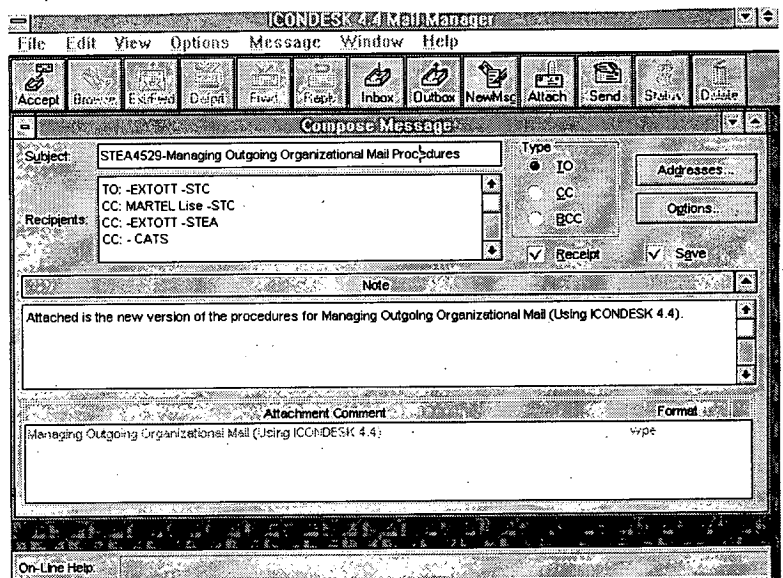 ICONDESK 4.4 Mail Manager
File Edit View Options Message Window Help
Accept Browse Inbox Outbox NewMsg Attach Send Status Delete
Compose Message
Subject: STEA4529-Managing Outgoing Organizational Mail Procedures
Type
TO
CC
BCC
Addresses...
Options...
Recipients:
TO: -EXTOTT -STC
CC: MARTEL Lise -STC
CC: -EXTOTT -STEA
CC: - CATS
Receipt Save
Note
Attached is the new version of the procedures for Managing Outgoing Organizational Mail (Using ICONDESK 4.4).
Attachment Comment Format
Managing Outgoing Organizational Mail (Using ICONDESK 4.4)
On-Line Help: